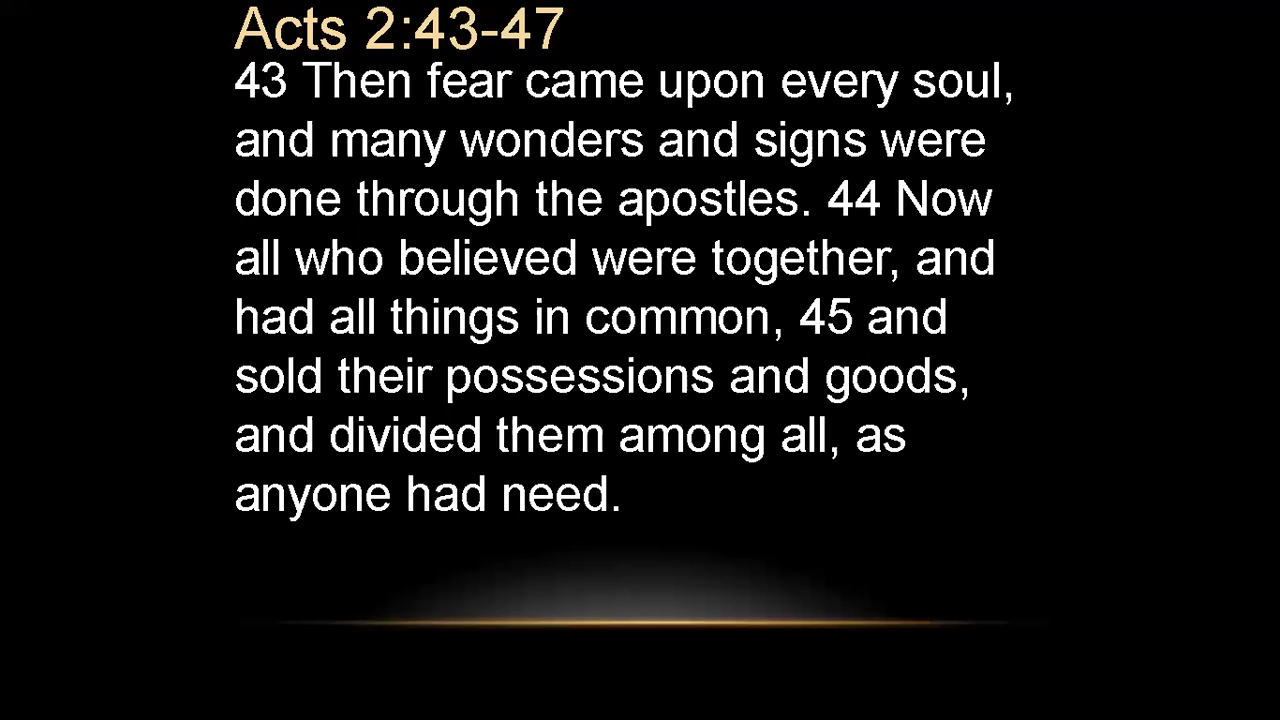 Acts 2:43-47
43 Then fear came upon every soul,
and many wonders and signs were
done through the apostles. 44 Now
all who believed were together, and
had all things in common, 45 and
sold their possessions and goods,
and divided them among all, as
anyone had need.